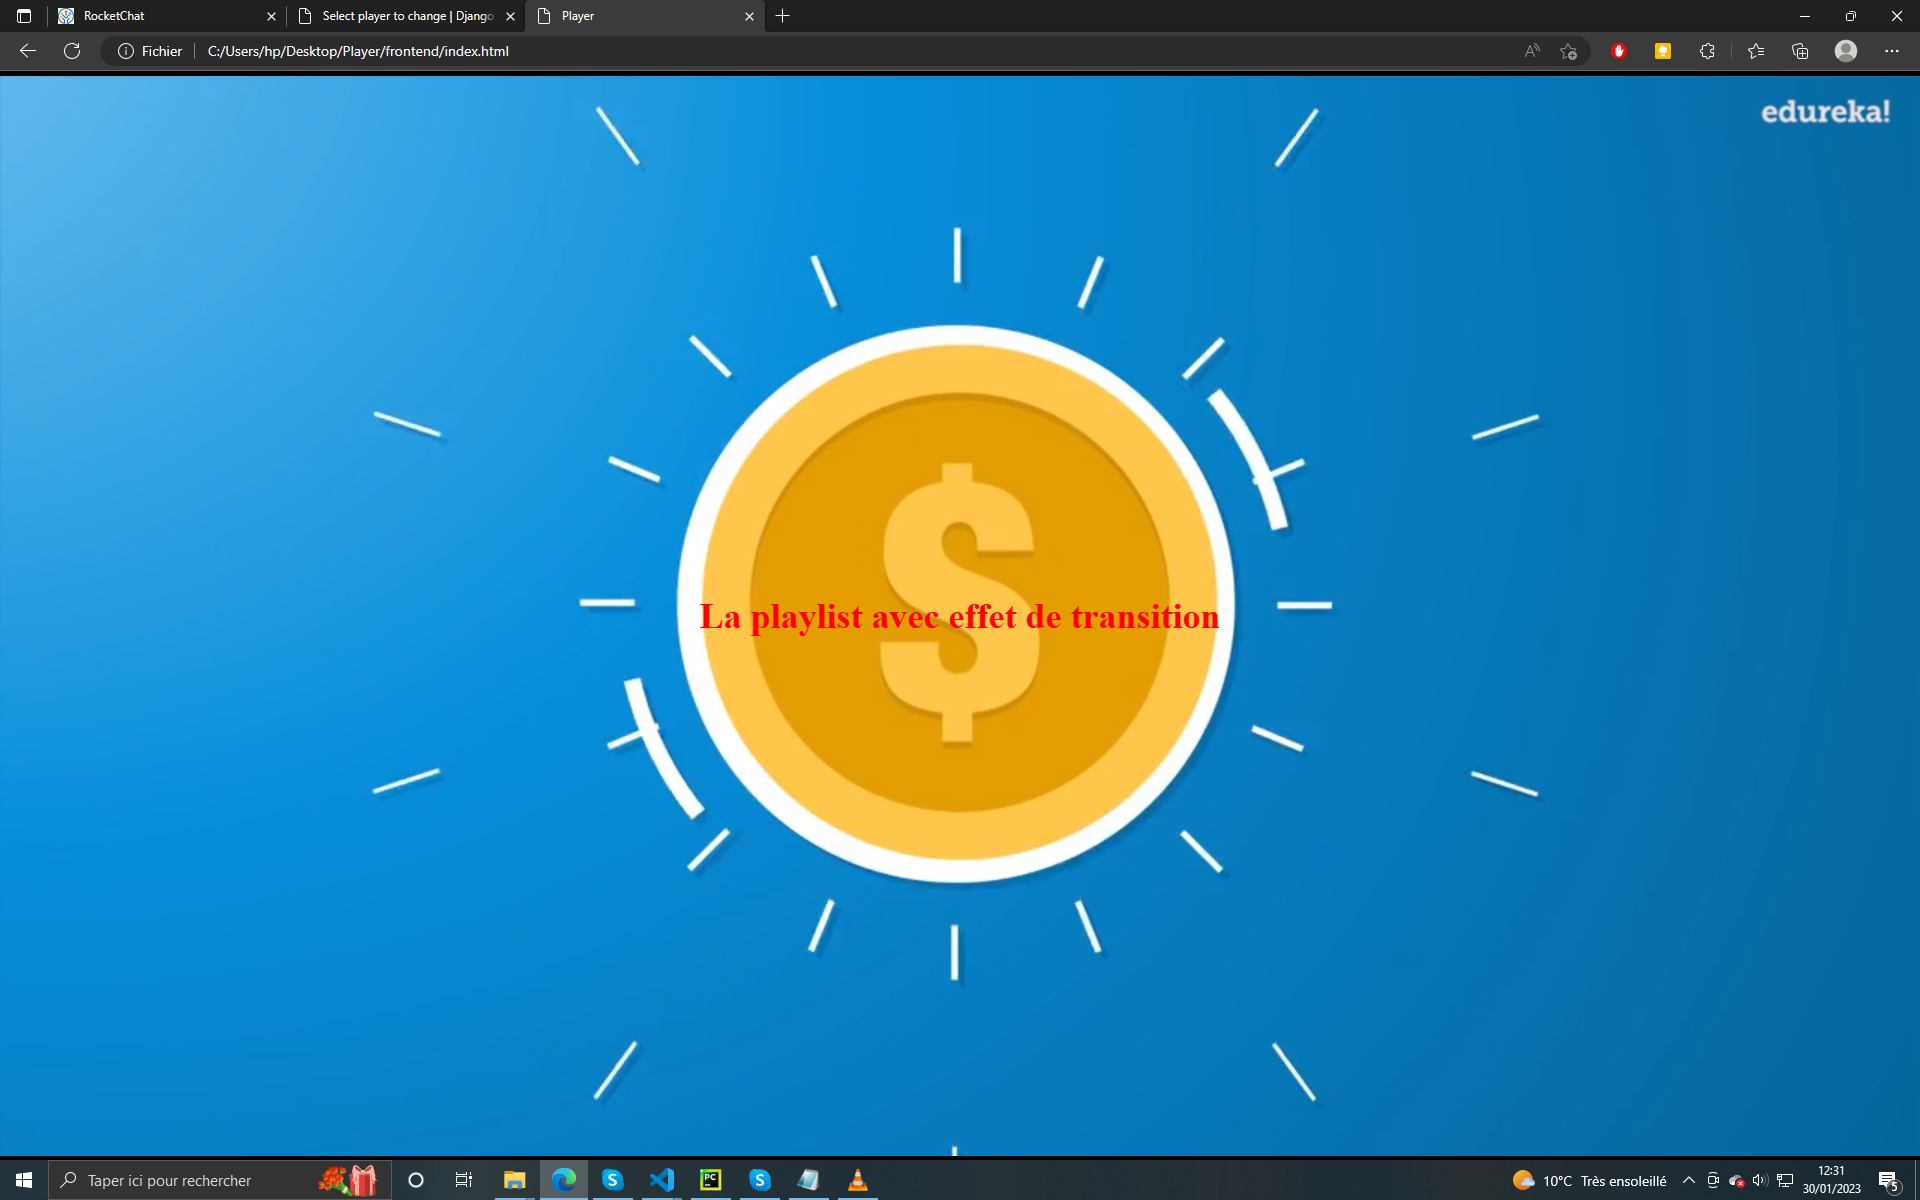 RocketChat
Select player to change | Django
Player
Fichier
C:/Users/hp/Desktop/Player/frontend/index.html
edureka!
$
La playlist avec effet de transition
Taper ici pour rechercher
10°C Très ensoleillé
12:31
30/01/2023
5